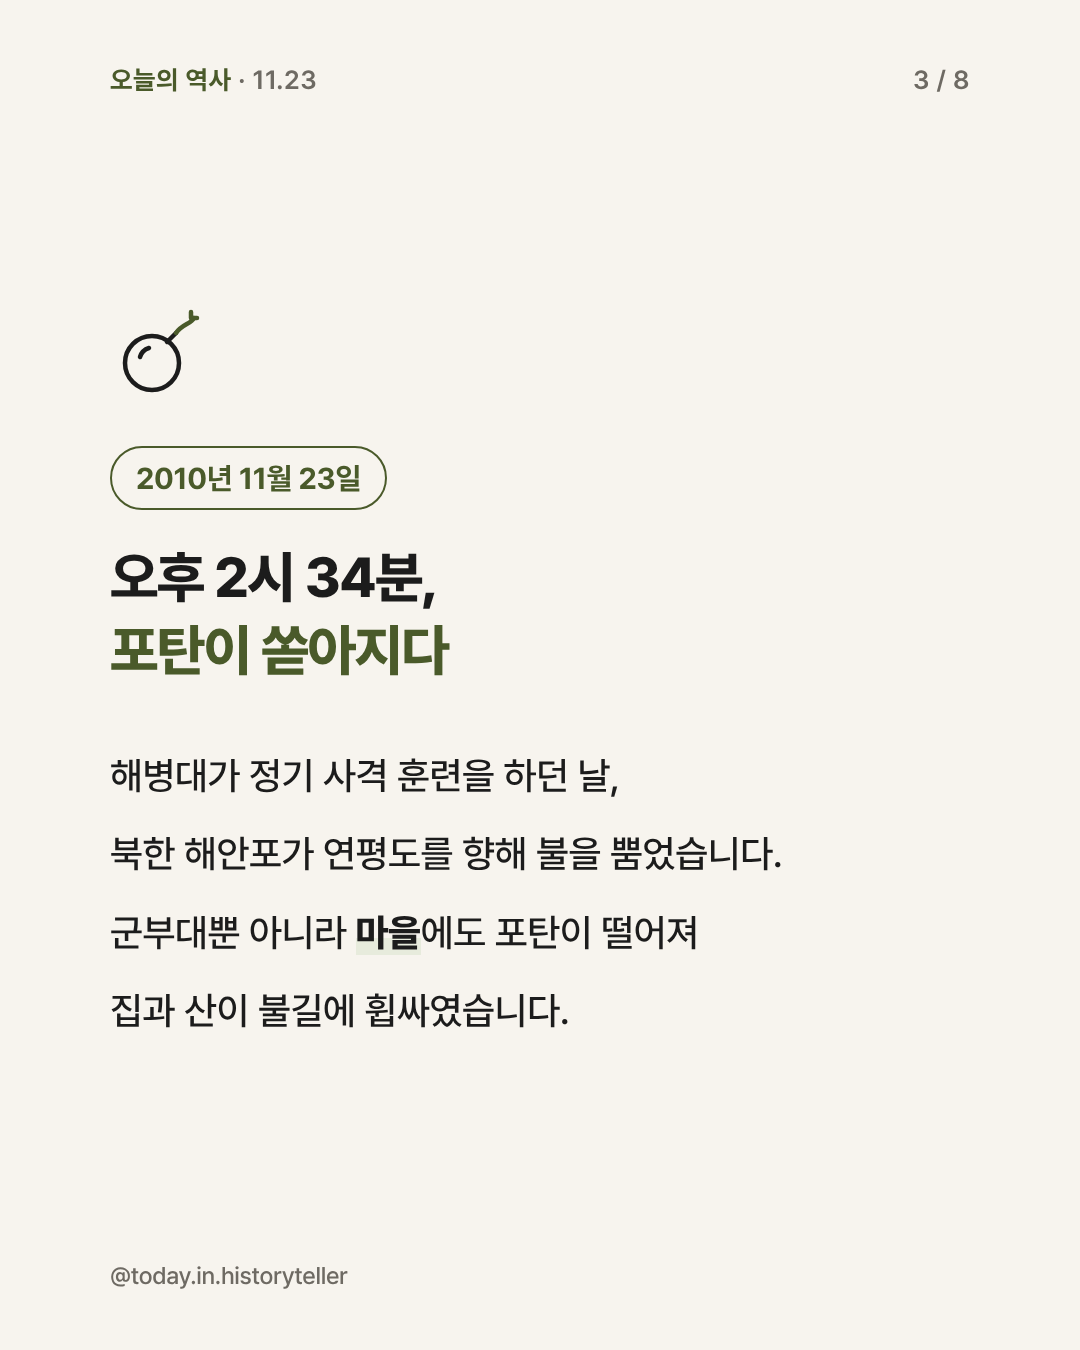 오늘의 역사 · 11.23
3 / 8
2010년 11월 23일
오후 2시 34분,
포탄이 쏟아지다
해병대가 정기 사격 훈련을 하던 날,
북한 해안포가 연평도를 향해 불을 뿜었습니다.
군부대뿐 아니라 마을에도 포탄이 떨어져
집과 산이 불길에 휩싸였습니다.
@today.in.historyteller